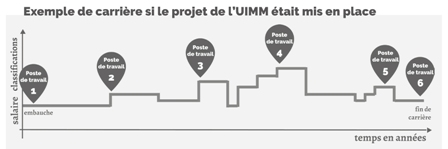 Exemple de carrière si le projet de l'UIMM était mis en place
salaire classifications
Poste
de travail
1
Poste
de travail
2
Poste
de travail
3
Poste
de travail
4
Poste
de travail
5
Poste
de travail
6
embauche
fin de
carrière
temps en années